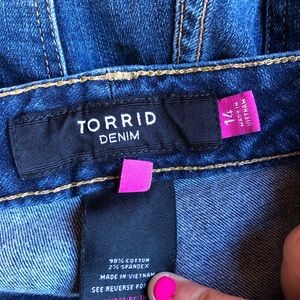 TORRID
DENIM
14
MADE IN
VIETNAM
98% COTTON
2% SPANDEX
MADE IN VIETNAM
SEE REVERSE FOR